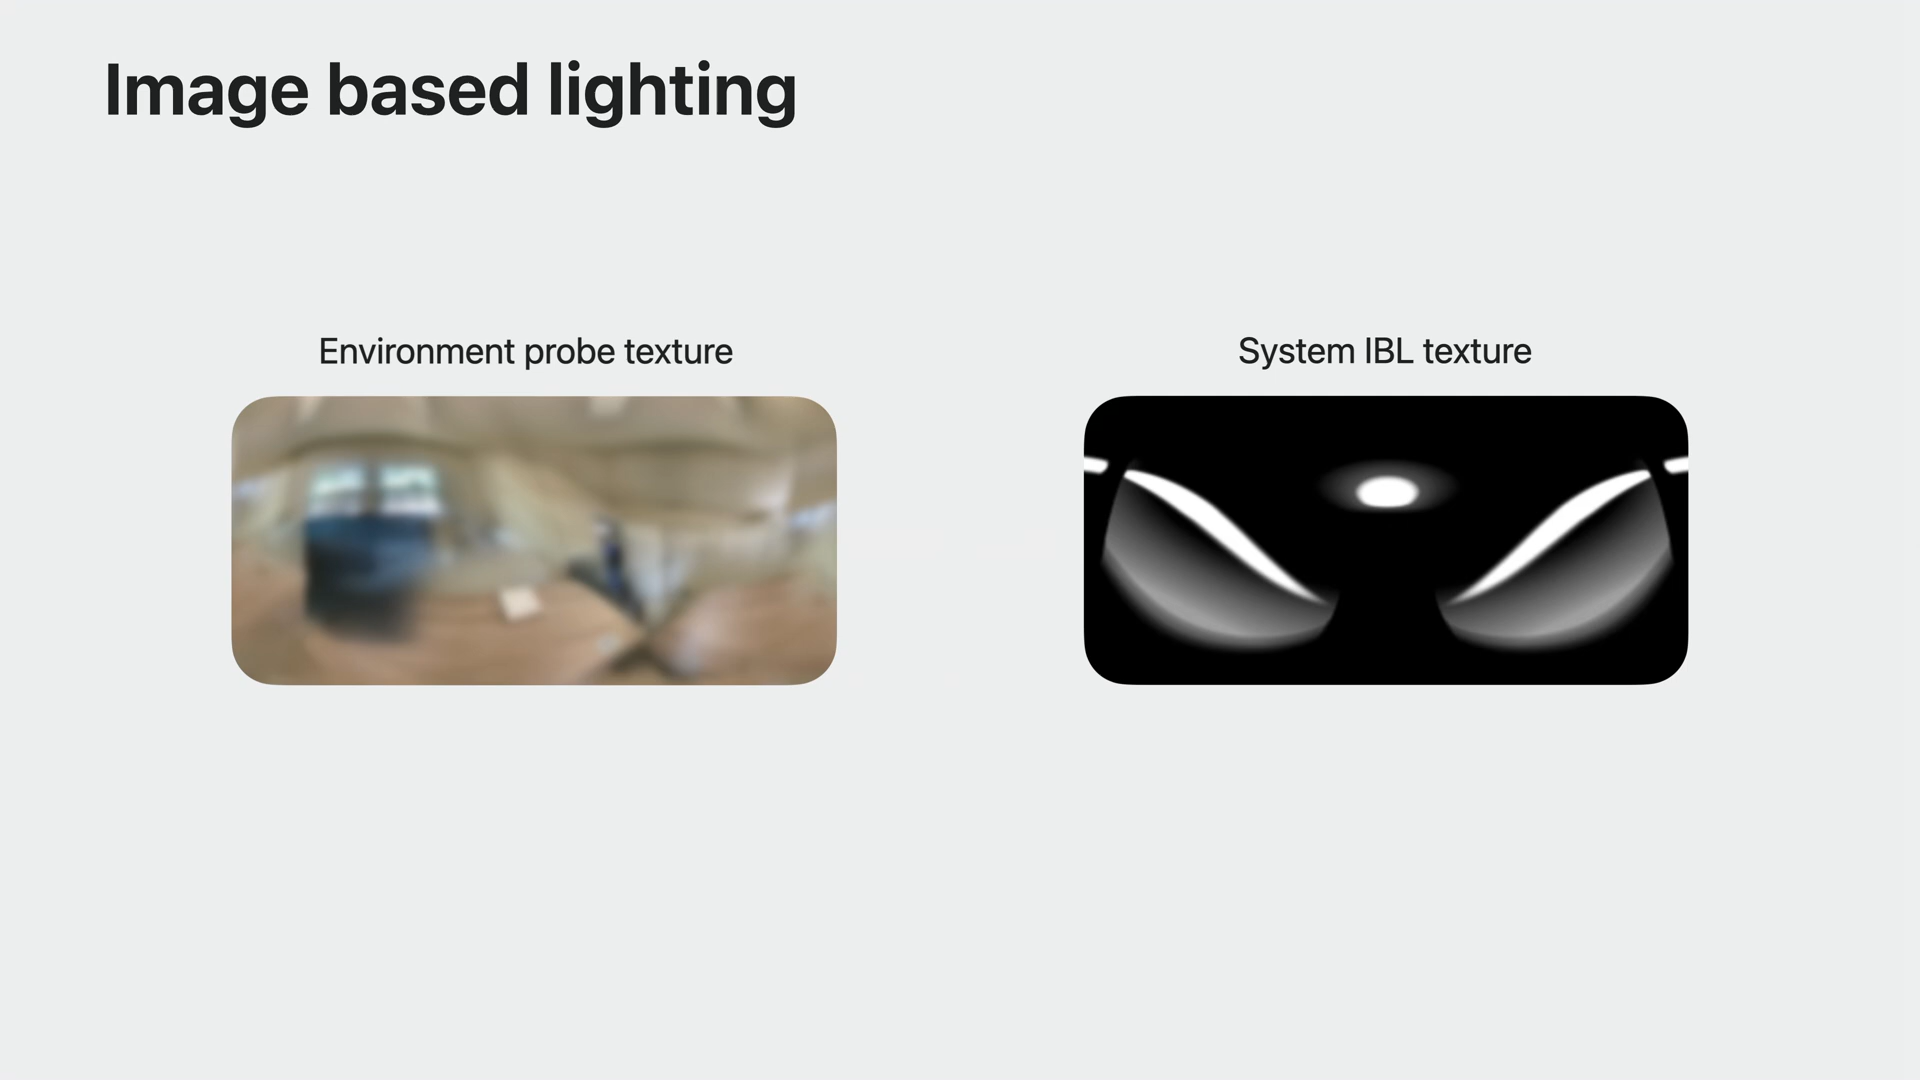 Image based lighting
Environment probe texture
System IBL texture